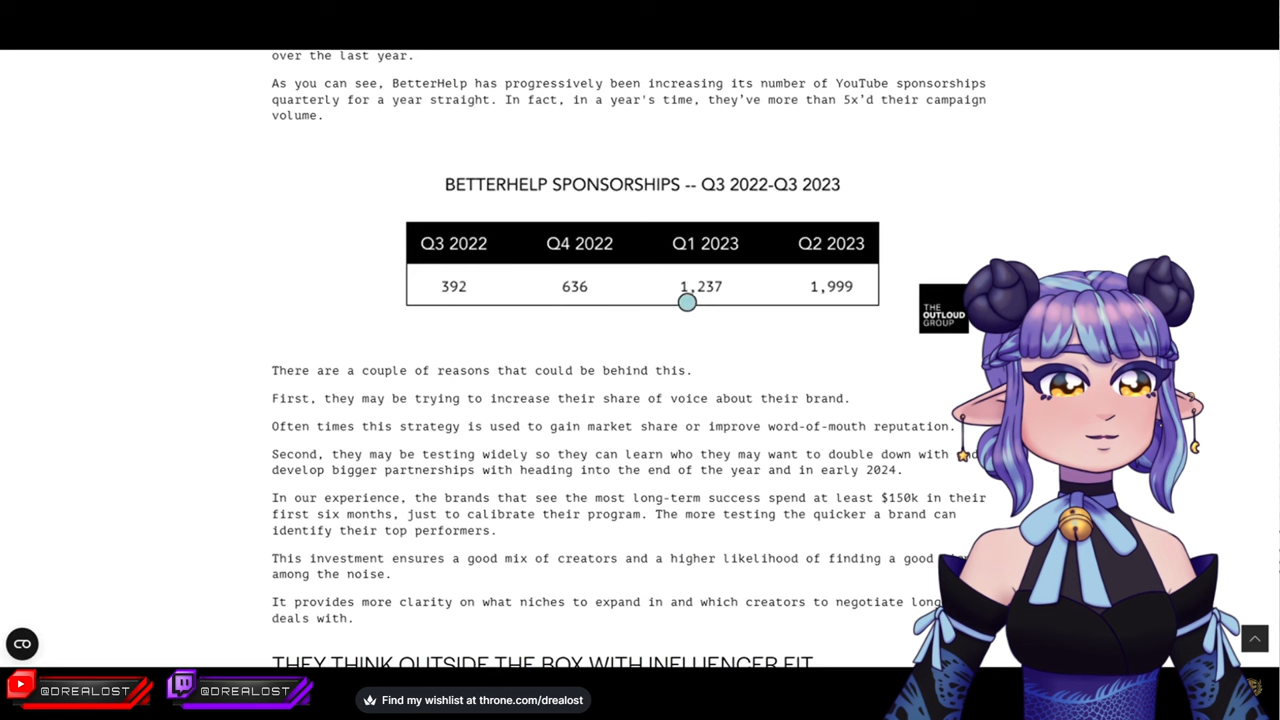 over the last year.
As you can see, BetterHelp has progressively been increasing its number of YouTube sponsorships
quarterly for a year straight. In fact, in a year's time, they've more than 5x'd their campaign
volume.
BETTERHELP SPONSORSHIPS -- Q3 2022-Q3 2023
Q3 2022 Q4 2022 Q1 2023 Q2 2023
392 636 1,237 1,999
THE
OUTLOUD
GROUP
There are a couple of reasons that could be behind this.
First, they may be trying to increase their share of voice about their brand.
Often times this strategy is used to gain market share or improve word-of-mouth reputation.
Second, they may be testing widely so they can learn who they may want to double down with
develop bigger partnerships with heading into the end of the year and in early 2024.
In our experience, the brands that see the most long-term success spend at least $150k in their
first six months, just to calibrate their program. The more testing the quicker a brand can
identify their top performers.
This investment ensures a good mix of creators and a higher likelihood of finding a good
among the noise.
It provides more clarity on what niches to expand in and which creators to negotiate
deals with.
THEY THINK OUTSIDE THE BOX WITH INFLUENCER FIT
@DREALOST @DREALOST Find my wishlist at throne.com/drealost